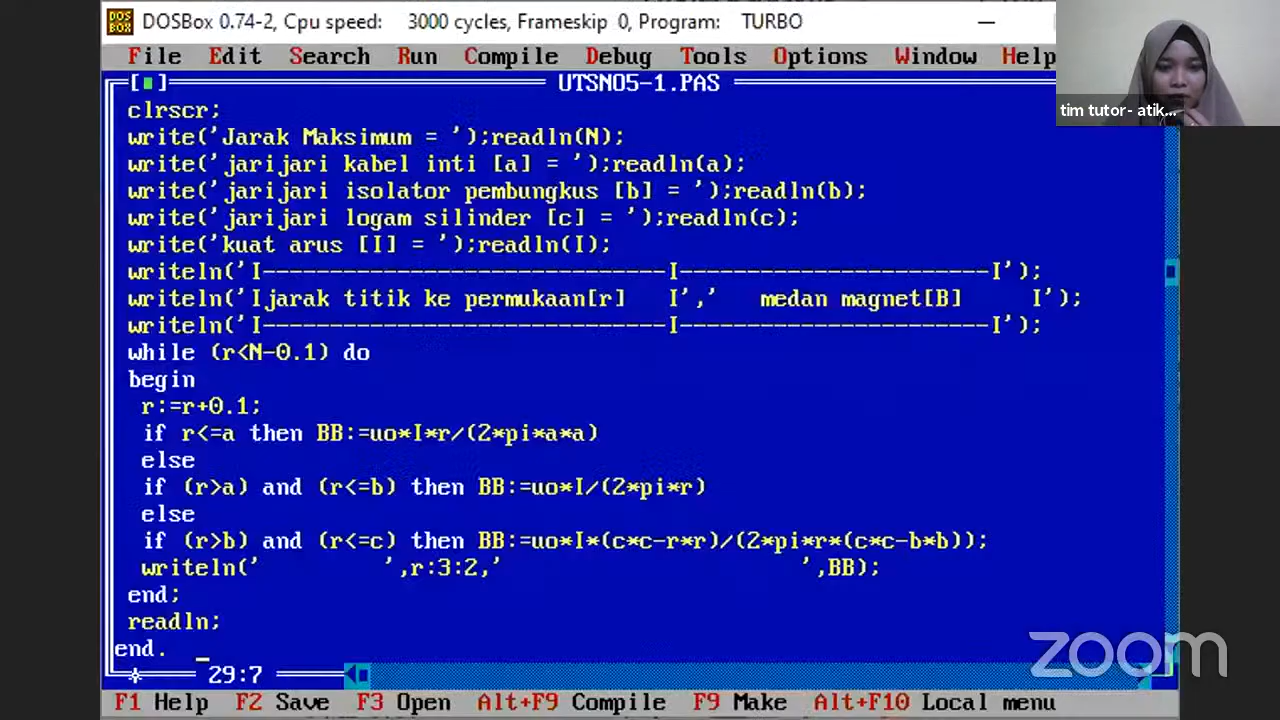 DOSBox 0.74-2, Cpu speed: 3000 cycles, Frameskip 0, Program: TURBO
File Edit Search Run Compile Debug Tools Options Window Help
UTSNO5-1.PAS
tim tutor- atik...
clrscr;
write('Jarak Maksimum = ');readln(N);
write('jarijari kabel inti [a] = ');readln(a);
write('jarijari isolator pembungkus [b] = ');readln(b);
write('jarijari logam silinder [c] = ');readln(c);
write('kuat arus [I] = ');readln(I);
writeln('I------------------------------I-----------------------I');
writeln('Ijarak titik ke permukaan[r]   I','   medan magnet[B]     I');
writeln('I------------------------------I-----------------------I');
while (r<N-0.1) do
begin
r:=r+0.1;
if r<=a then BB:=uo*I*r/(2*pi*a*a)
else
if (r>a) and (r<=b) then BB:=uo*I/(2*pi*r)
else
if (r>b) and (r<=c) then BB:=uo*I*(c*c-r*r)/(2*pi*r*(c*c-b*b));
writeln('         ',r:3:2,'                      ',BB);
end;
readln;
end.
29:7
zoom
F1 Help F2 Save F3 Open Alt+F9 Compile F9 Make Alt+F10 Local menu